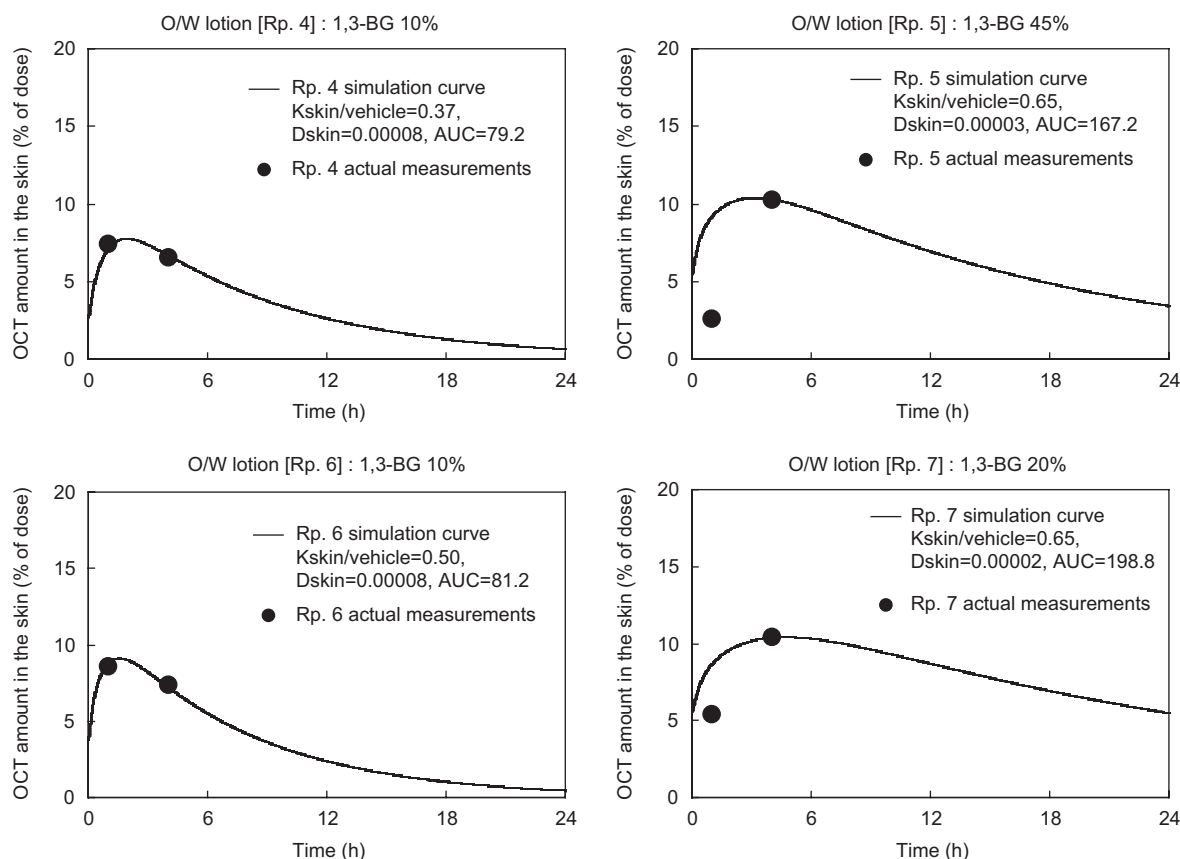 O/W lotion [Rp. 4] : 1,3-BG 10%
OCT amount in the skin (% of dose)
20
15
10
5
0
Rp. 4 simulation curve
Kskin/vehicle=0.37,
Dskin=0.00008, AUC=79.2
Rp. 4 actual measurements
0 6 12 18 24
Time (h)
O/W lotion [Rp. 5] : 1,3-BG 45%
OCT amount in the skin (% of dose)
20
15
10
5
0
Rp. 5 simulation curve
Kskin/vehicle=0.65,
Dskin=0.00003, AUC=167.2
Rp. 5 actual measurements
0 6 12 18 24
Time (h)
O/W lotion [Rp. 6] : 1,3-BG 10%
OCT amount in the skin (% of dose)
20
15
10
5
0
Rp. 6 simulation curve
Kskin/vehicle=0.50,
Dskin=0.00008, AUC=81.2
Rp. 6 actual measurements
0 6 12 18 24
Time (h)
O/W lotion [Rp. 7] : 1,3-BG 20%
OCT amount in the skin (% of dose)
20
15
10
5
0
Rp. 7 simulation curve
Kskin/vehicle=0.65,
Dskin=0.00002, AUC=198.8
Rp. 7 actual measurements
0 6 12 18 24
Time (h)